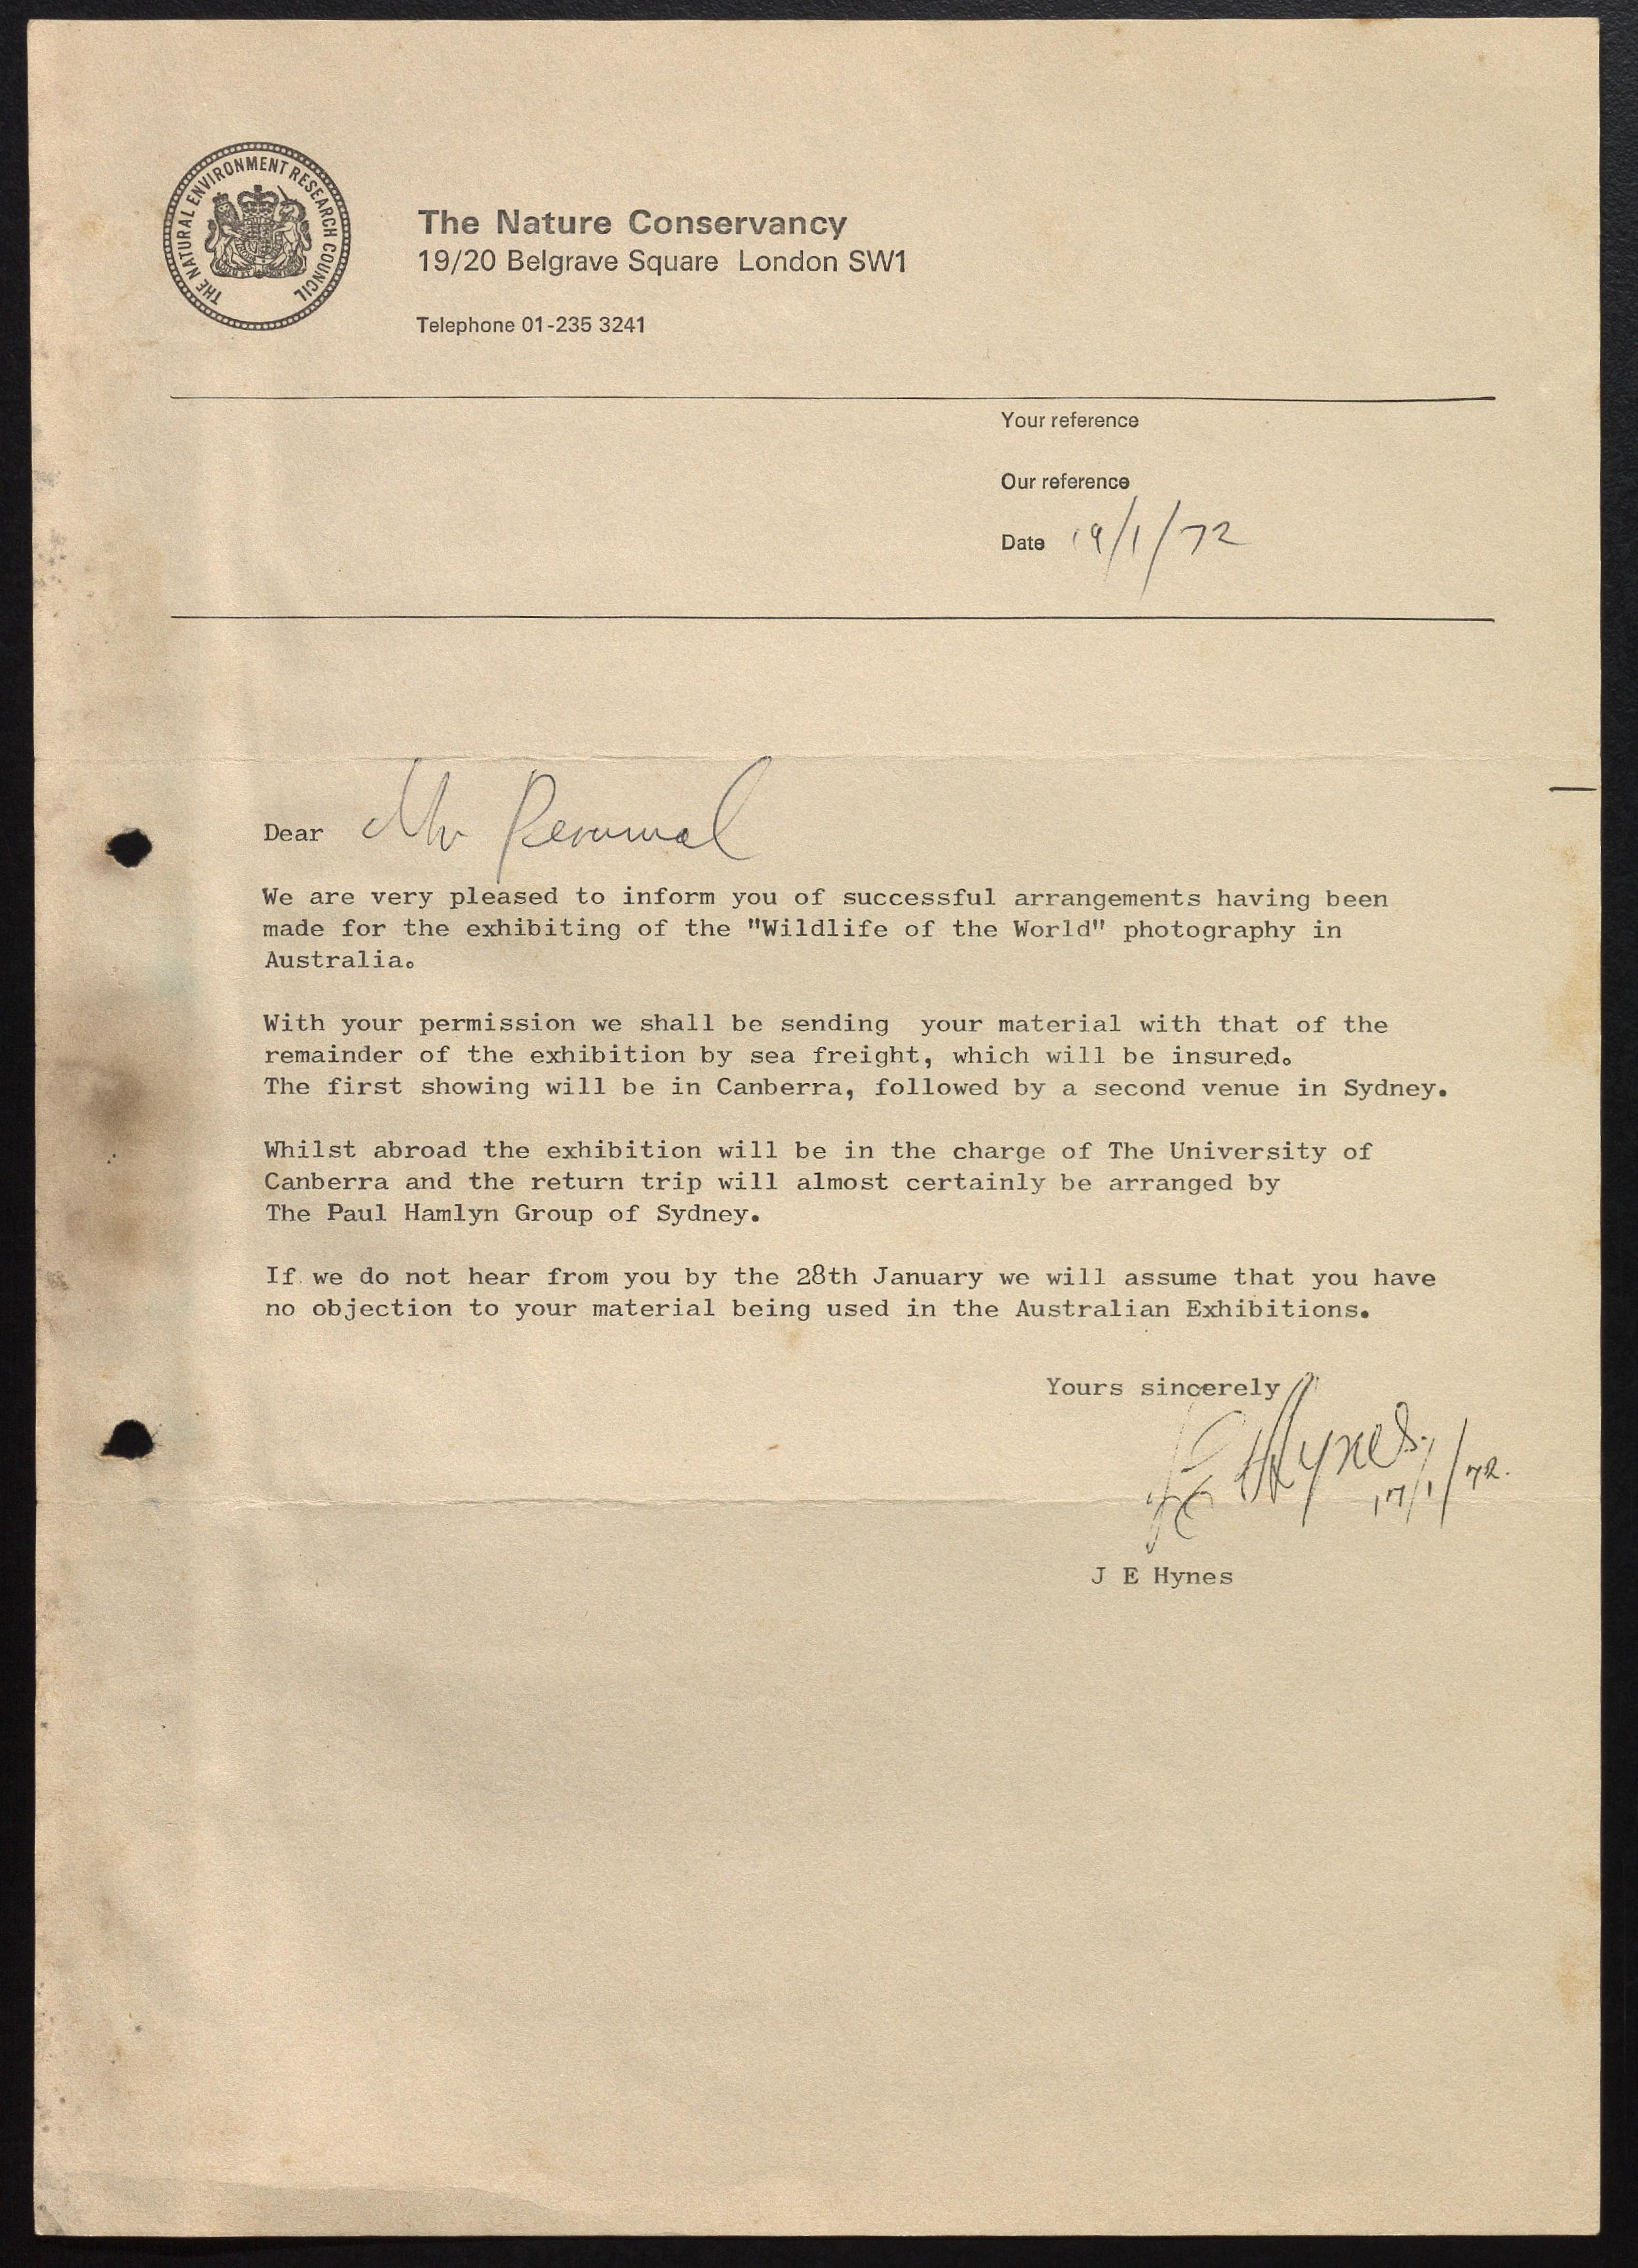 THE NATURAL ENVIRONMENT RESEARCH COUNCIL
The Nature Conservancy
19/20 Belgrave Square London SW1
Telephone 01-235 3241
Your reference
Our reference
Date 19/1/72
Dear Mr Perumal
We are very pleased to inform you of successful arrangements having been
made for the exhibiting of the "Wildlife of the World" photography in
Australia.
With your permission we shall be sending your material with that of the
remainder of the exhibition by sea freight, which will be insured.
The first showing will be in Canberra, followed by a second venue in Sydney.
Whilst abroad the exhibition will be in the charge of The University of
Canberra and the return trip will almost certainly be arranged by
The Paul Hamlyn Group of Sydney.
If we do not hear from you by the 28th January we will assume that you have
no objection to your material being used in the Australian Exhibitions.
Yours sincerely
J E Hynes
17/1/72.
J E Hynes